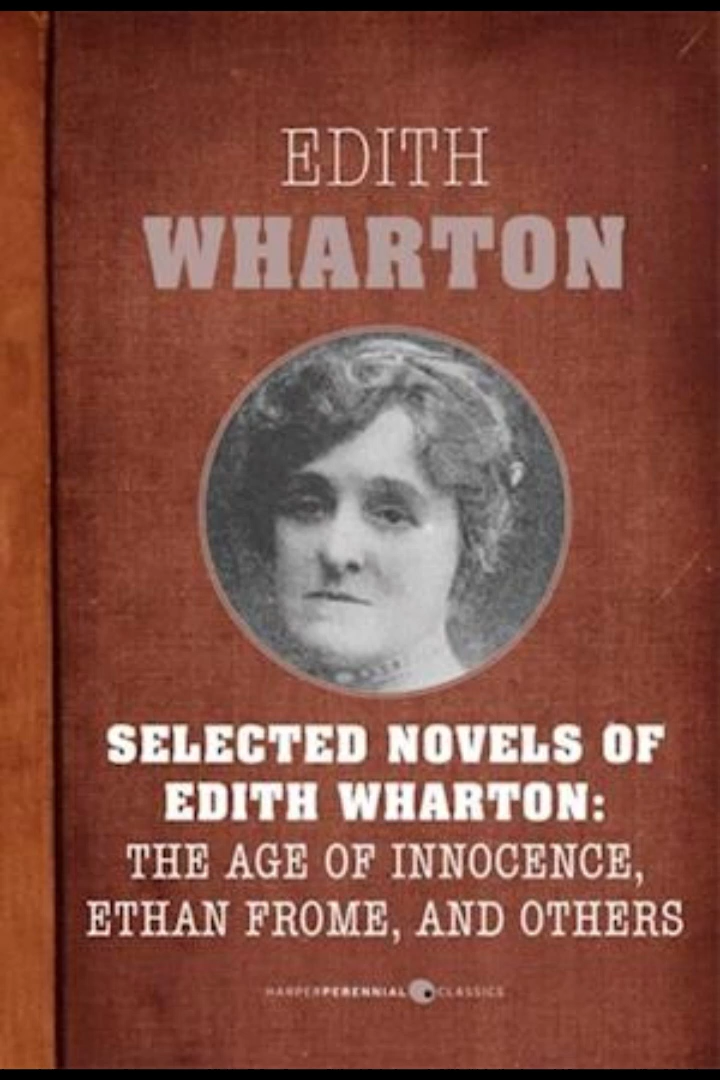 EDITH
WHARTON
SELECTED NOVELS OF
EDITH WHARTON:
THE AGE OF INNOCENCE,
ETHAN FROME, AND OTHERS
HARPERPERENNIAL CLASSICS